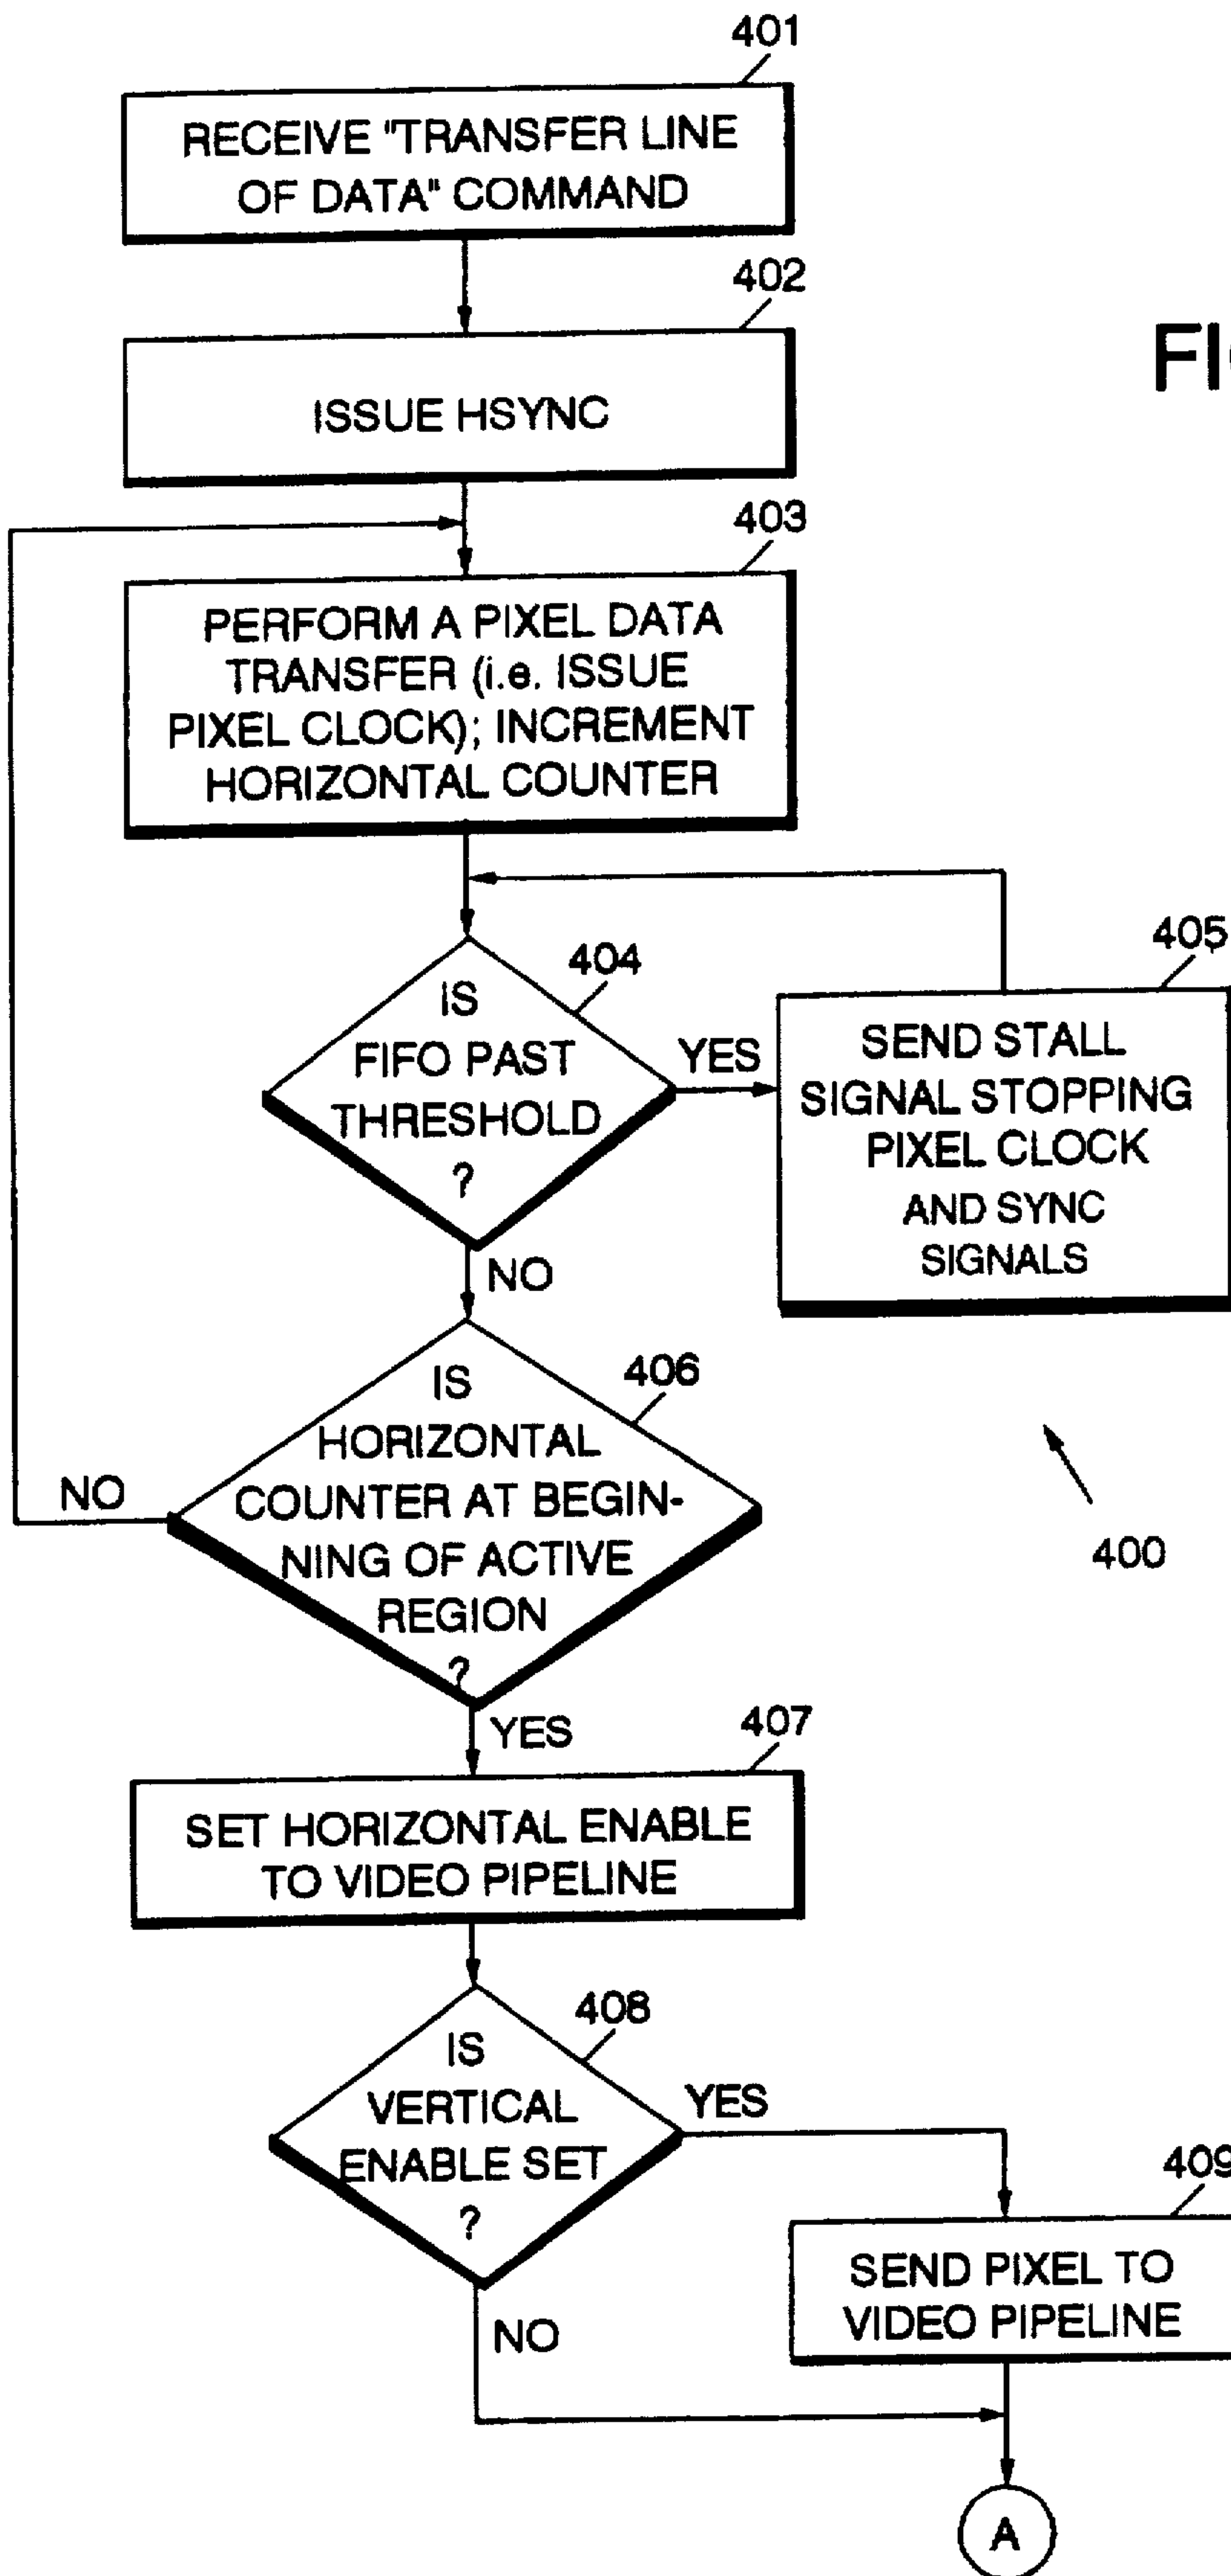 401
RECEIVE "TRANSFER LINE
OF DATA" COMMAND
402
ISSUE HSYNC
FI
403
PERFORM A PIXEL DATA
TRANSFER (i.e. ISSUE
PIXEL CLOCK); INCREMENT
HORIZONTAL COUNTER
404
IS
FIFO PAST
THRESHOLD
?
YES
NO
405
SEND STALL
SIGNAL STOPPING
PIXEL CLOCK
AND SYNC
SIGNALS
406
IS
HORIZONTAL
COUNTER AT BEGIN-
NING OF ACTIVE
REGION
?
NO
YES
400
407
SET HORIZONTAL ENABLE
TO VIDEO PIPELINE
408
IS
VERTICAL
ENABLE SET
?
YES
NO
409
SEND PIXEL TO
VIDEO PIPELINE
A